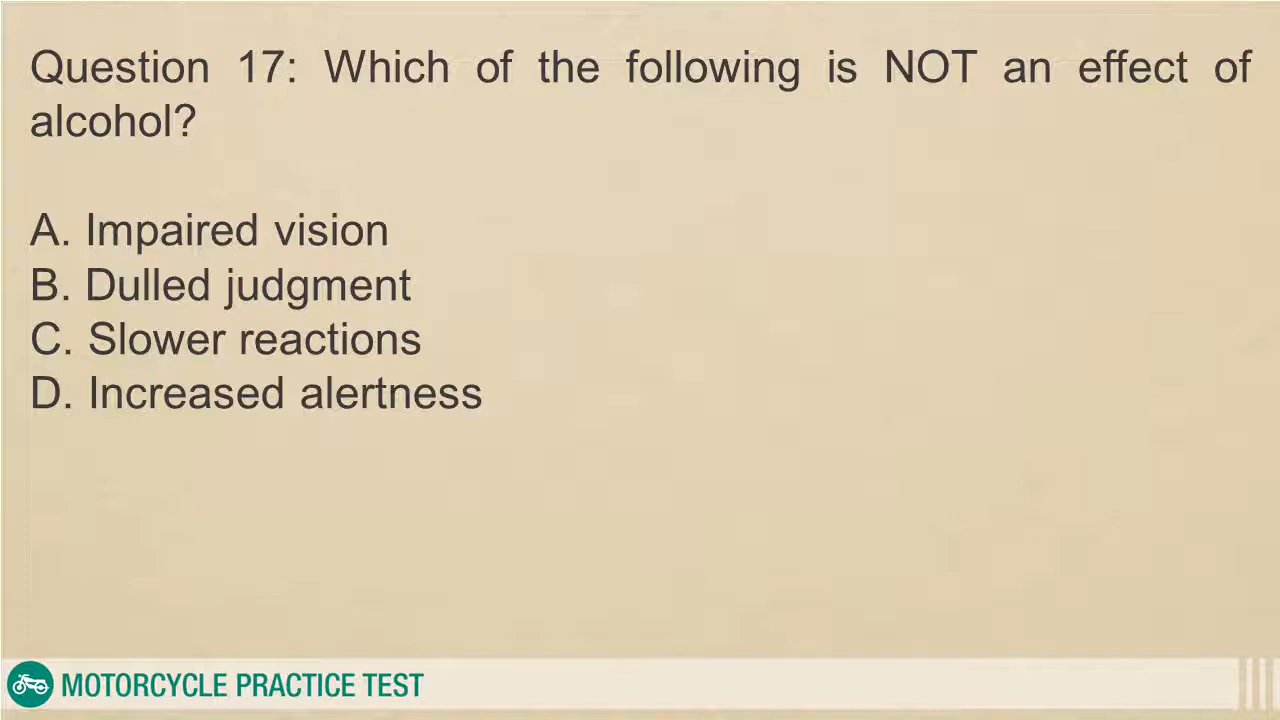 Question 17: Which of the following is NOT an effect of
alcohol?
A. Impaired vision
B. Dulled judgment
C. Slower reactions
D. Increased alertness
MOTORCYCLE PRACTICE TEST